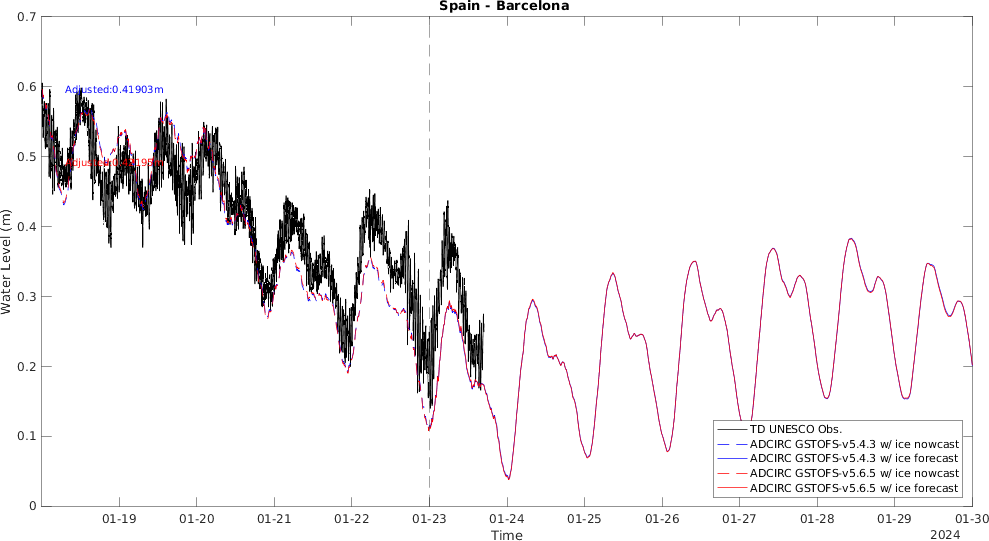 Spain - Barcelona
0.7
0.6
0.5
0.4
0.3
0.2
0.1
0
Water Level (m)
Adjusted:0.41903m
01-19
01-20
01-21
01-22
01-23
01-24
01-25
01-26
01-27
01-28
01-29
01-30
Time
2024
TD UNESCO Obs.
ADCIRC GSTOFS-v5.4.3 w/ ice nowcast
ADCIRC GSTOFS-v5.4.3 w/ ice forecast
ADCIRC GSTOFS-v5.6.5 w/ ice nowcast
ADCIRC GSTOFS-v5.6.5 w/ ice forecast